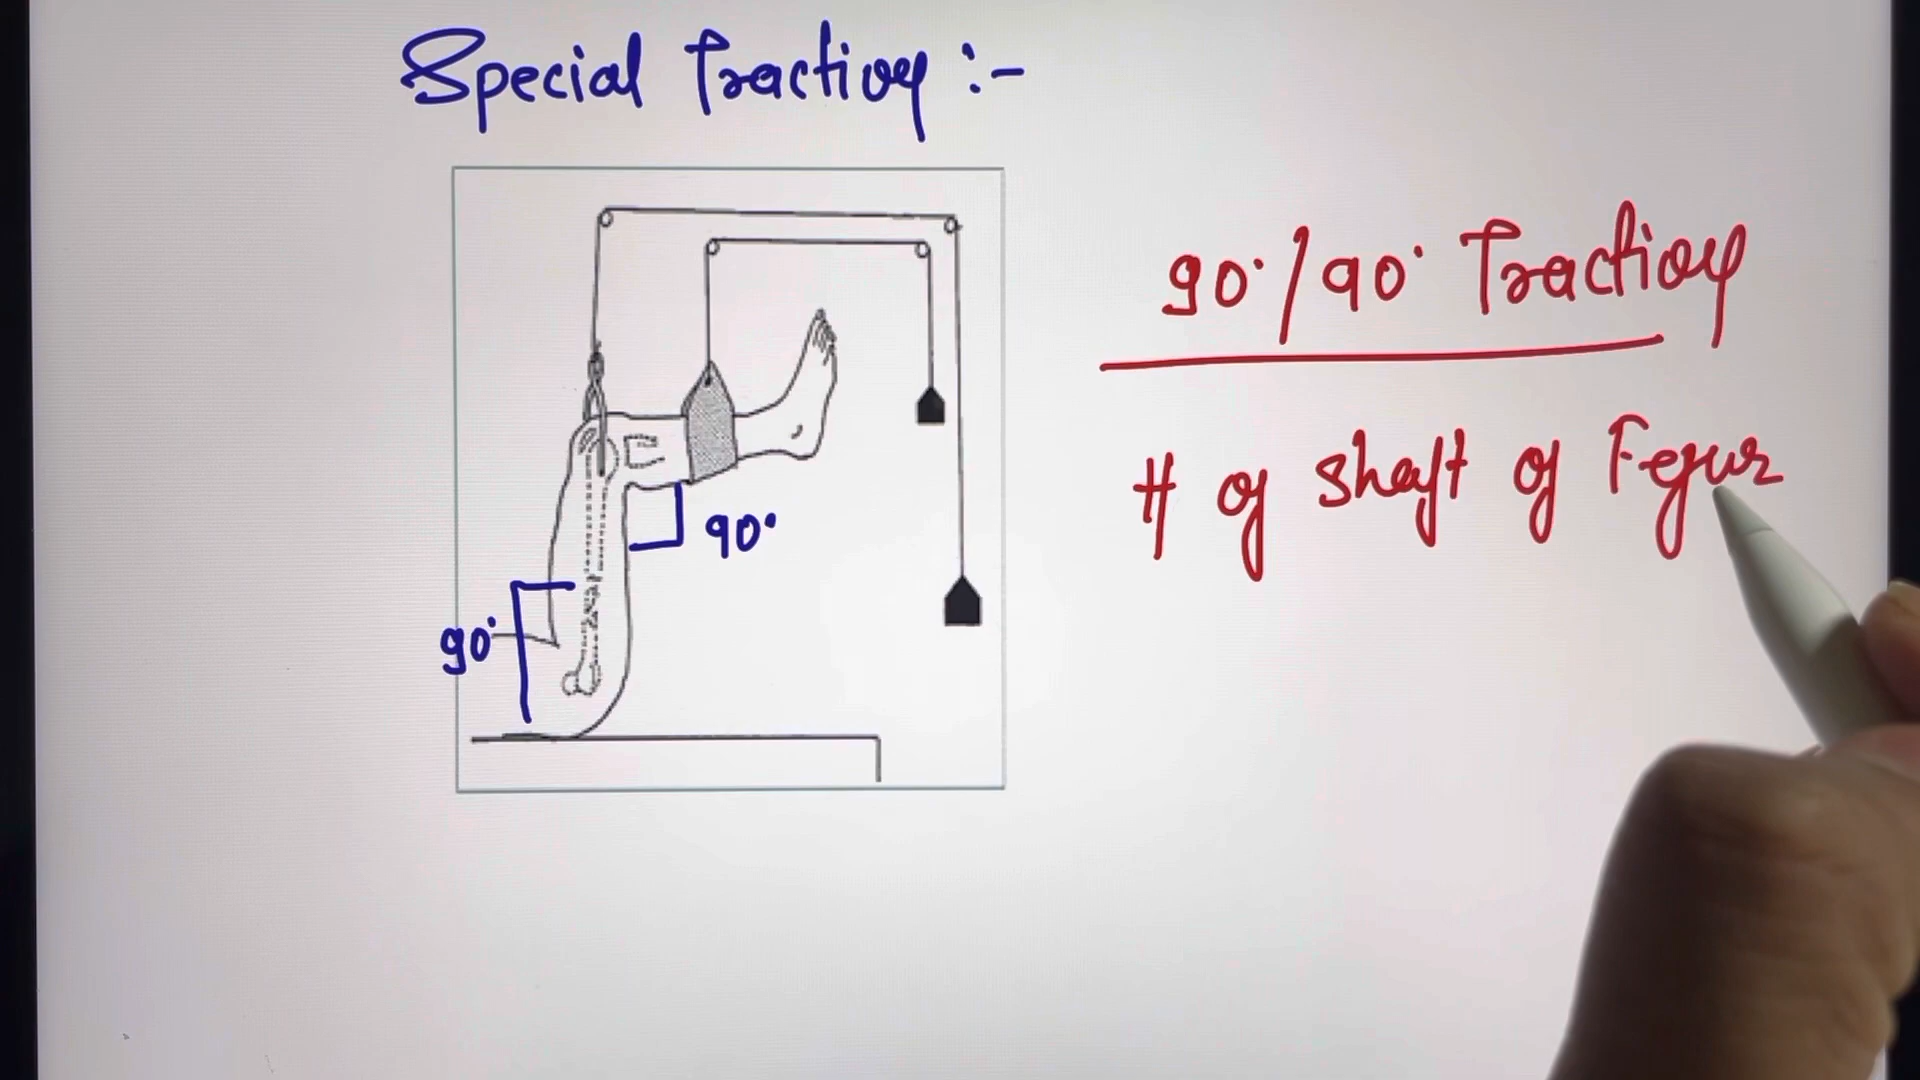 Special Traction :-
90°/90° Traction
# of shaft of Femur
90°
90°